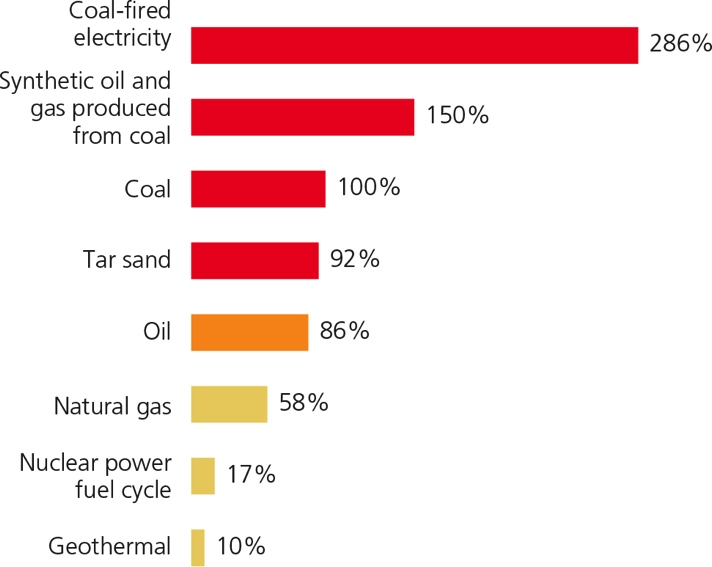 Coal-fired
electricity
286%
Synthetic oil and
gas produced
from coal
150%
Coal
100%
Tar sand
92%
Oil
86%
Natural gas
58%
Nuclear power
fuel cycle
17%
Geothermal
10%